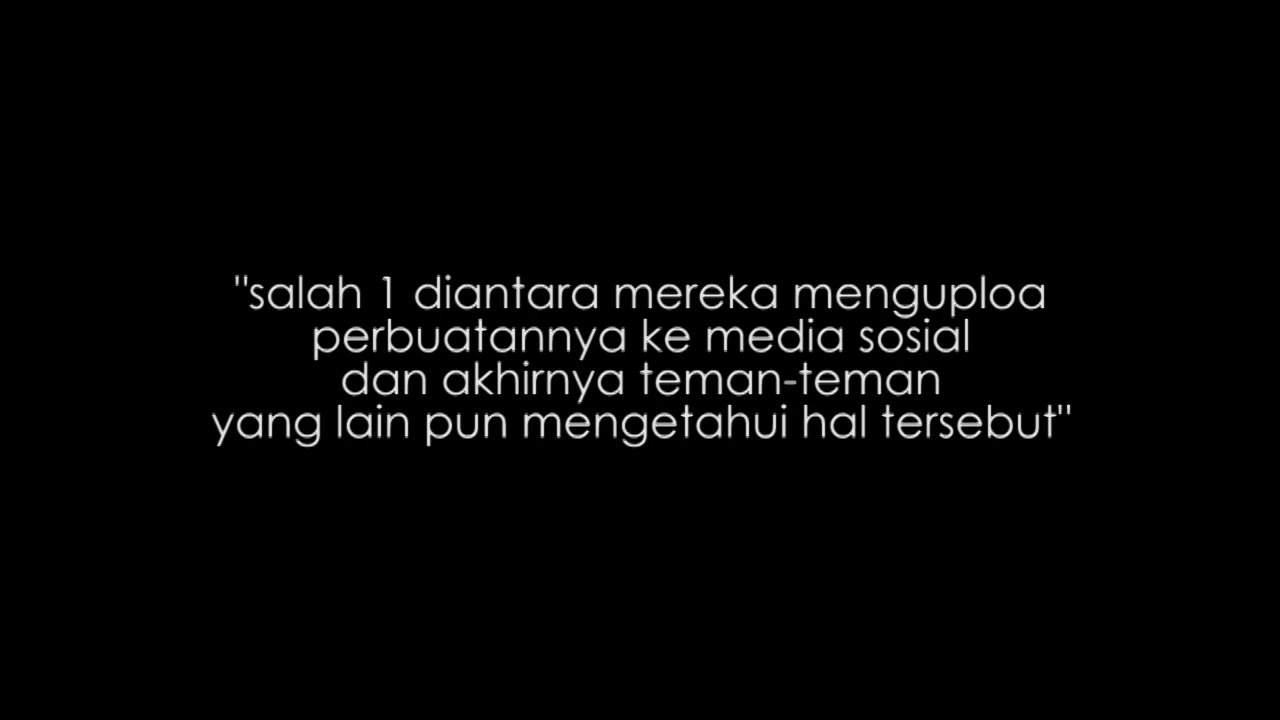 "salah 1 diantara mereka menguploa
perbuatannya ke media sosial
dan akhirnya teman-teman
yang lain pun mengetahui hal tersebut"